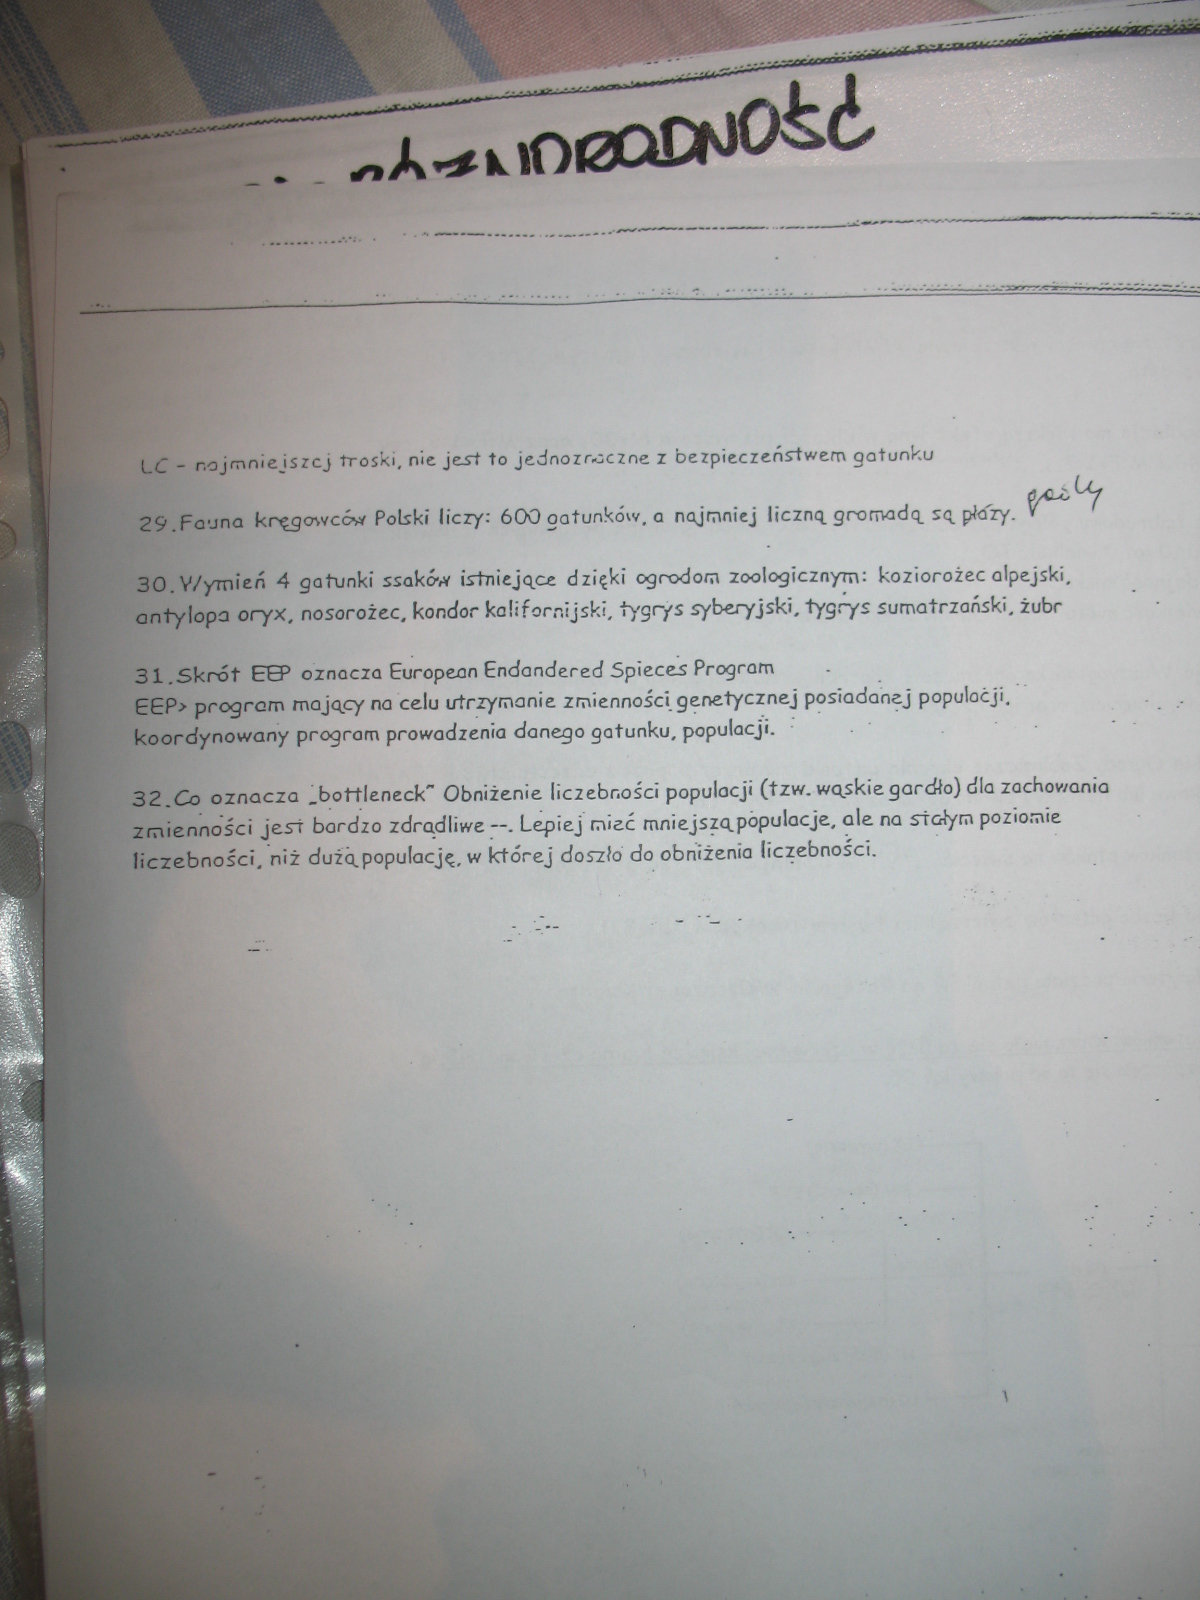 RÓŻNORODNOŚĆ
LC - najmniejszej troski, nie jest to jednoznaczne z bezpieczeństwem gatunku
gady
29.Fauna kręgowców Polski liczy: 600 gatunków, a najmniej liczną gromadą są płazy.
30.Wymień 4 gatunki ssaków istniejące dzięki ogrodom zoologicznym: koziorożec alpejski,
antylopa oryx, nosorożec, kondor kalifornijski, tygrys syberyjski, tygrys sumatrzański, żubr
31.Skrót EEP oznacza European Endandered Spieces Program
EEP> program mający na celu utrzymanie zmienności genetycznej posiadanej populacji,
koordynowany program prowadzenia danego gatunku, populacji.
32.Co oznacza „bottleneck" Obniżenie liczebności populacji (tzw. wąskie gardło) dla zachowania
zmienności jest bardzo zdradliwe --. Lepiej mieć mniejszą populacje, ale na stałym poziomie
liczebności, niż dużą populację, w której doszło do obniżenia liczebności.